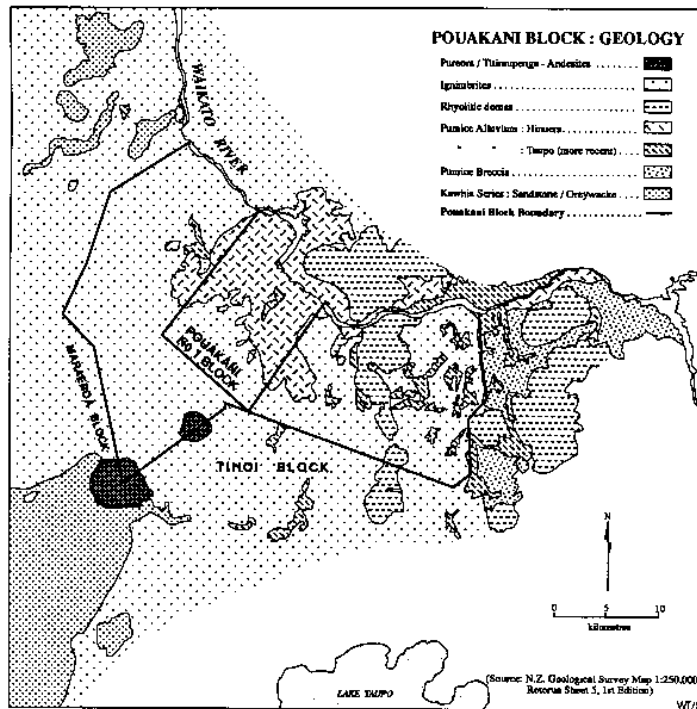 POUAKANI BLOCK : GEOLOGY
Pureora / Titiraupenga - Andesites
Ignimbrites
Rhyolitic domes
Pumice Alluvium : Hinuera
" " : Taupo (more recent)
Pumice Breccia
Kawhia Series : Sandstone / Greywacke
Pouakani Block Boundary
WAIKATO RIVER
POUAKANI
NO 1 BLOCK
MARAEROA BLOCK
TIHOI BLOCK
N
0 5 10
kilometres
LAKE TAUPO
(Source: N.Z. Geological Survey Map 1:250,000
Rotorua Sheet 5, 1st Edition)